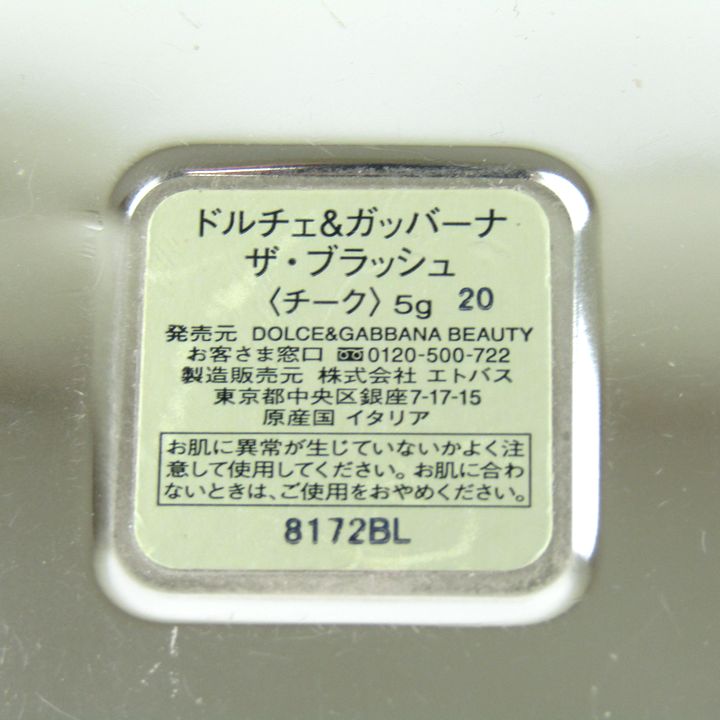 ドルチェ&ガッバーナ
ザ・ブラッシュ
〈チーク〉5g 20
発売元 DOLCE&GABBANA BEAUTY
お客さま窓口 0120-500-722
製造販売元 株式会社 エトバス
東京都中央区銀座7-17-15
原産国 イタリア
お肌に異常が生じていないかよく注
意して使用してください。お肌に合わ
ないときは、ご使用をおやめください。
8172BL